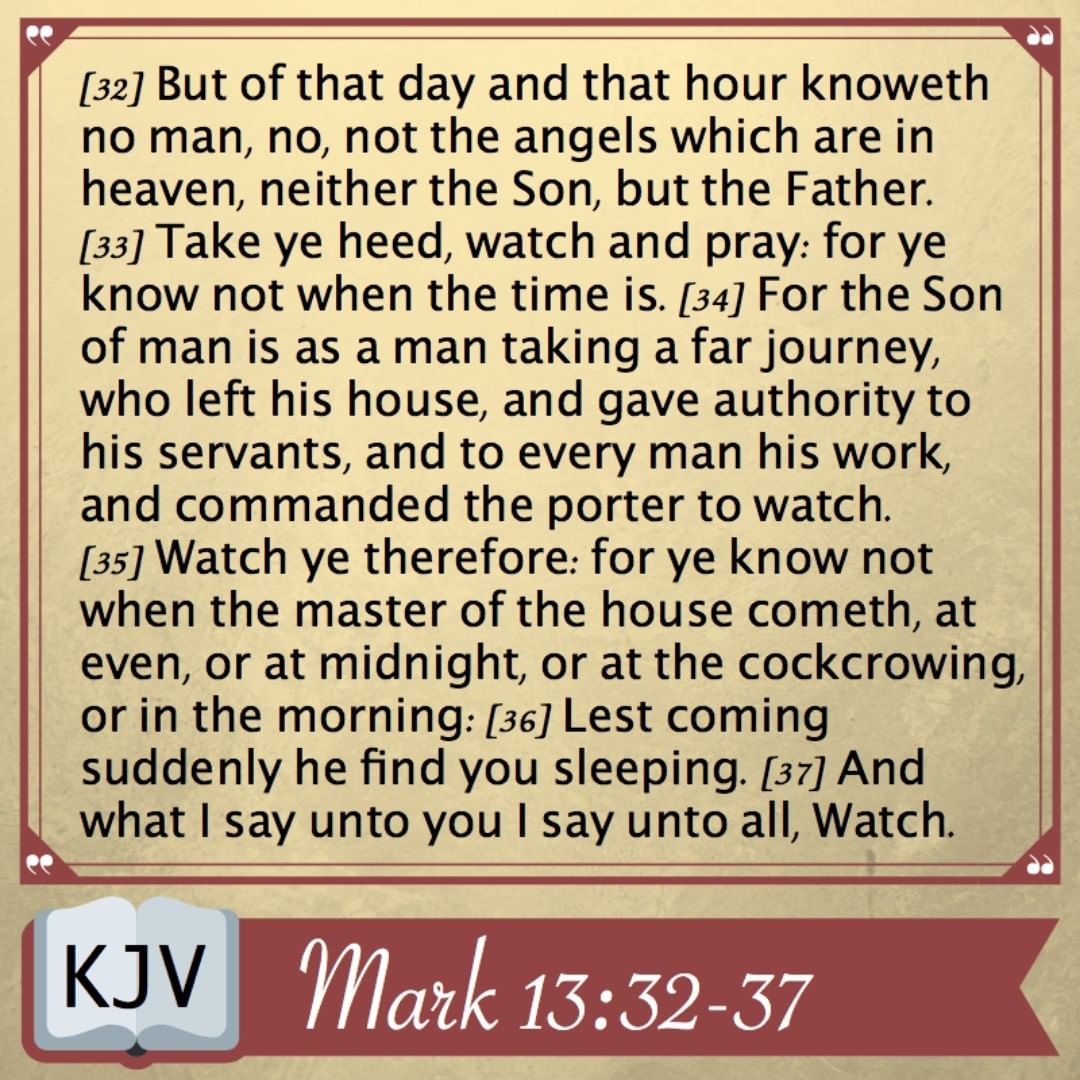 [32] But of that day and that hour knoweth
no man, no, not the angels which are in
heaven, neither the Son, but the Father.
[33] Take ye heed, watch and pray: for ye
know not when the time is. [34] For the Son
of man is as a man taking a far journey,
who left his house, and gave authority to
his servants, and to every man his work,
and commanded the porter to watch.
[35] Watch ye therefore: for ye know not
when the master of the house cometh, at
even, or at midnight, or at the cockcrowing,
or in the morning: [36] Lest coming
suddenly he find you sleeping. [37] And
what I say unto you I say unto all, Watch.
KJV
Mark 13:32-37